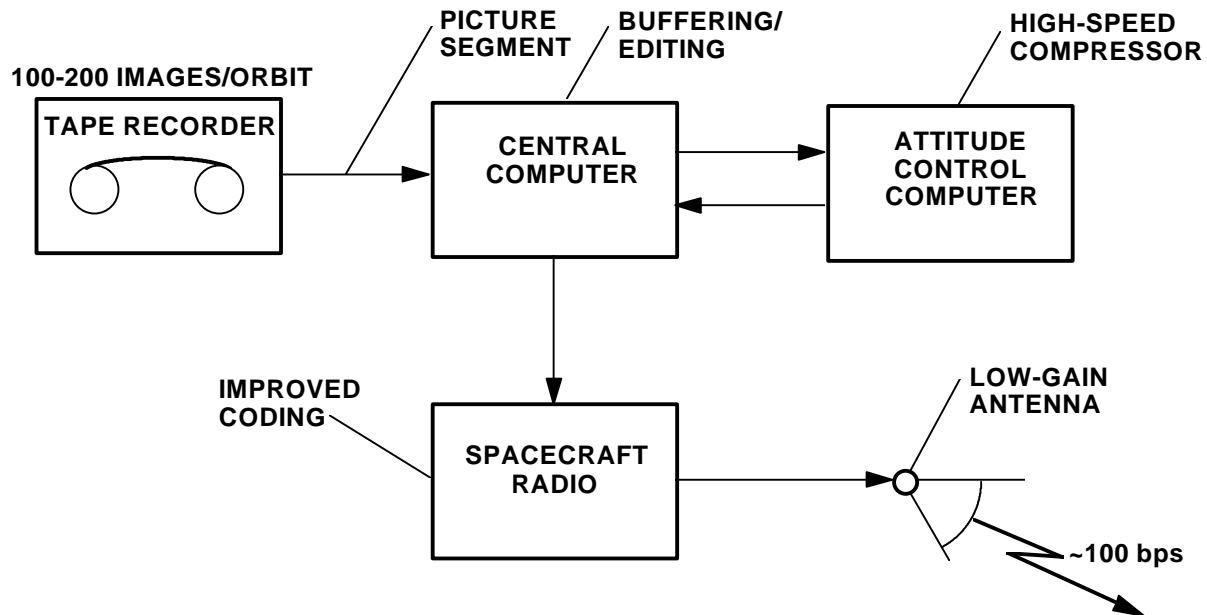 PICTURE
SEGMENT
BUFFERING/
EDITING
HIGH-SPEED
COMPRESSOR
100-200 IMAGES/ORBIT
TAPE RECORDER
CENTRAL
COMPUTER
ATTITUDE
CONTROL
COMPUTER
IMPROVED
CODING
SPACECRAFT
RADIO
LOW-GAIN
ANTENNA
~100 bps